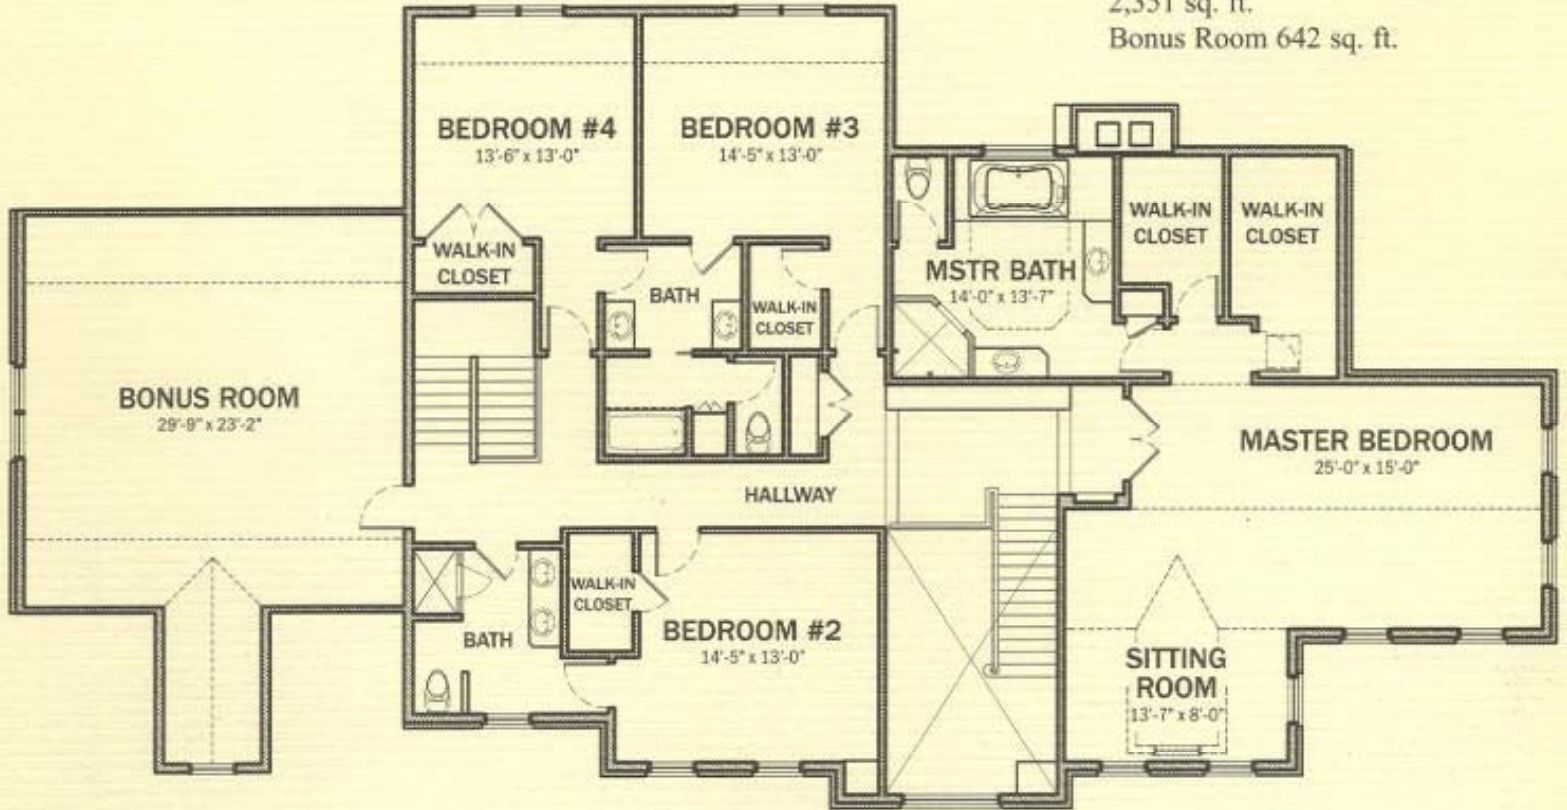 2,351 sq. ft.
Bonus Room 642 sq. ft.
BEDROOM #4
13'-6" x 13'-0"
BEDROOM #3
14'-5" x 13'-0"
WALK-IN
CLOSET
BATH
WALK-IN
CLOSET
MSTR BATH
14'-0" x 13'-7"
WALK-IN
CLOSET
WALK-IN
CLOSET
BONUS ROOM
29'-9" x 23'-2"
MASTER BEDROOM
25'-0" x 15'-0"
HALLWAY
WALK-IN
CLOSET
BATH
BEDROOM #2
14'-5" x 13'-0"
SITTING
ROOM
13'-7" x 8'-0"